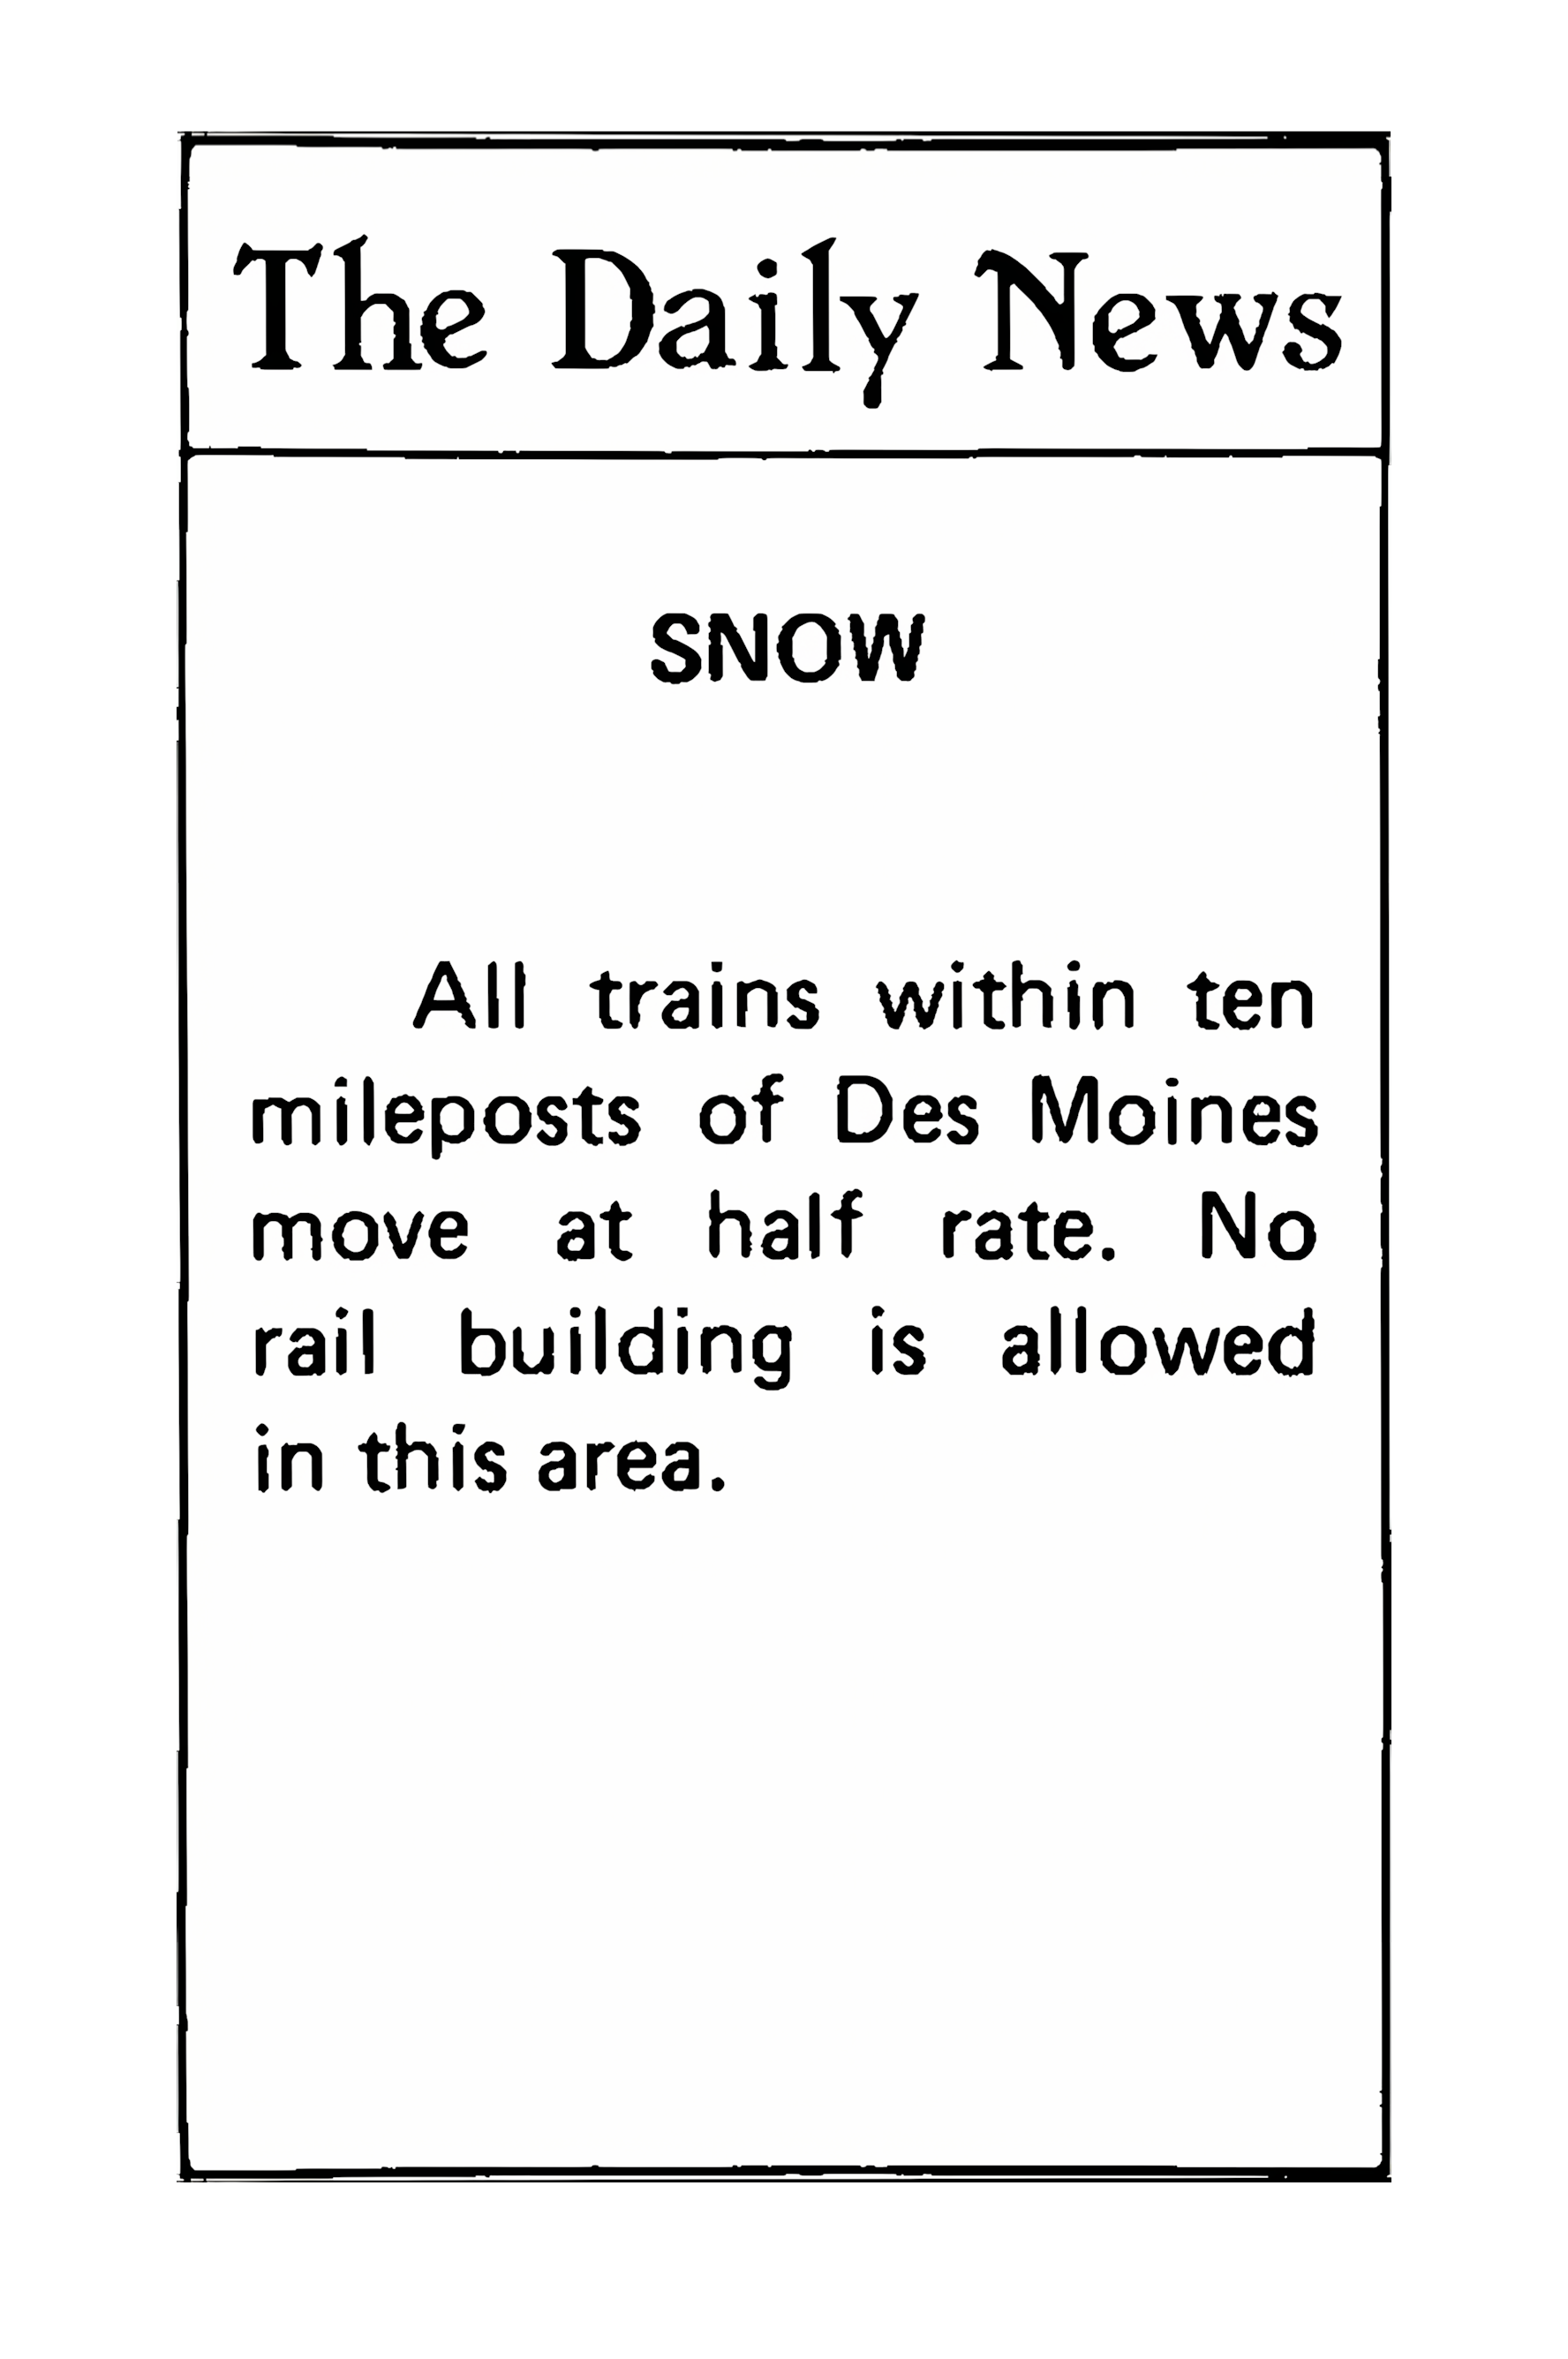 The Daily News
SNOW
All trains within ten
mileposts of Des Moines
move at half rate. No
rail building is allowed
in this area.